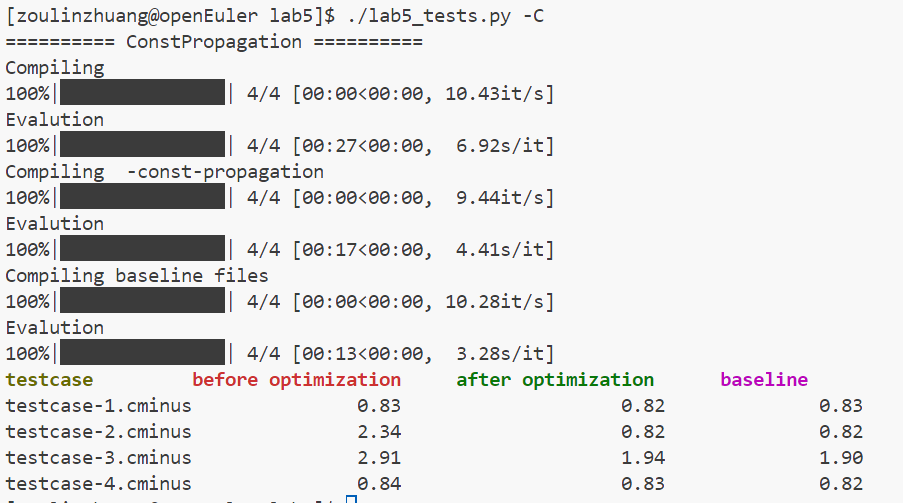 [zoulinzhuang@openEuler lab5]$ ./lab5_tests.py -C
========== ConstPropagation ==========
Compiling
100%|██████████| 4/4 [00:00<00:00, 10.43it/s]
Evalution
100%|██████████| 4/4 [00:27<00:00,  6.92s/it]
Compiling  -const-propagation
100%|██████████| 4/4 [00:00<00:00,  9.44it/s]
Evalution
100%|██████████| 4/4 [00:17<00:00,  4.41s/it]
Compiling baseline files
100%|██████████| 4/4 [00:00<00:00, 10.28it/s]
Evalution
100%|██████████| 4/4 [00:13<00:00,  3.28s/it]
testcase before optimization after optimization baseline
testcase-1.cminus 0.83 0.82 0.83
testcase-2.cminus 2.34 0.82 0.82
testcase-3.cminus 2.91 1.94 1.90
testcase-4.cminus 0.84 0.83 0.82